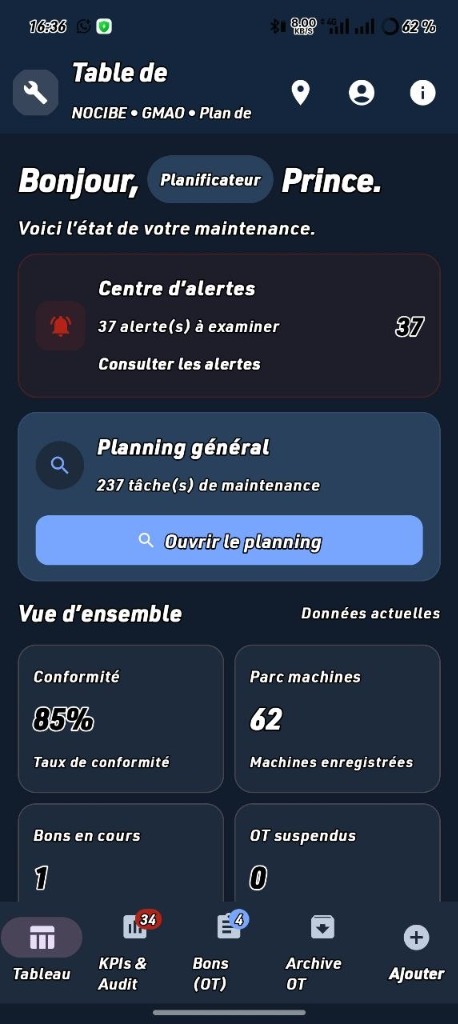 16:36 8.00 KB/S 4G 62 %
Table de
NOCIBE • GMAO • Plan de
Bonjour, Planificateur Prince.
Voici l'état de votre maintenance.
Centre d'alertes
37 alerte(s) à examiner
37
Consulter les alertes
Planning général
237 tâche(s) de maintenance
Ouvrir le planning
Vue d'ensemble
Données actuelles
Conformité
85%
Taux de conformité
Parc machines
62
Machines enregistrées
Bons en cours
1
OT suspendus
0
Tableau
34
KPIs &
Audit
4
Bons
(OT)
Archive
OT
Ajouter